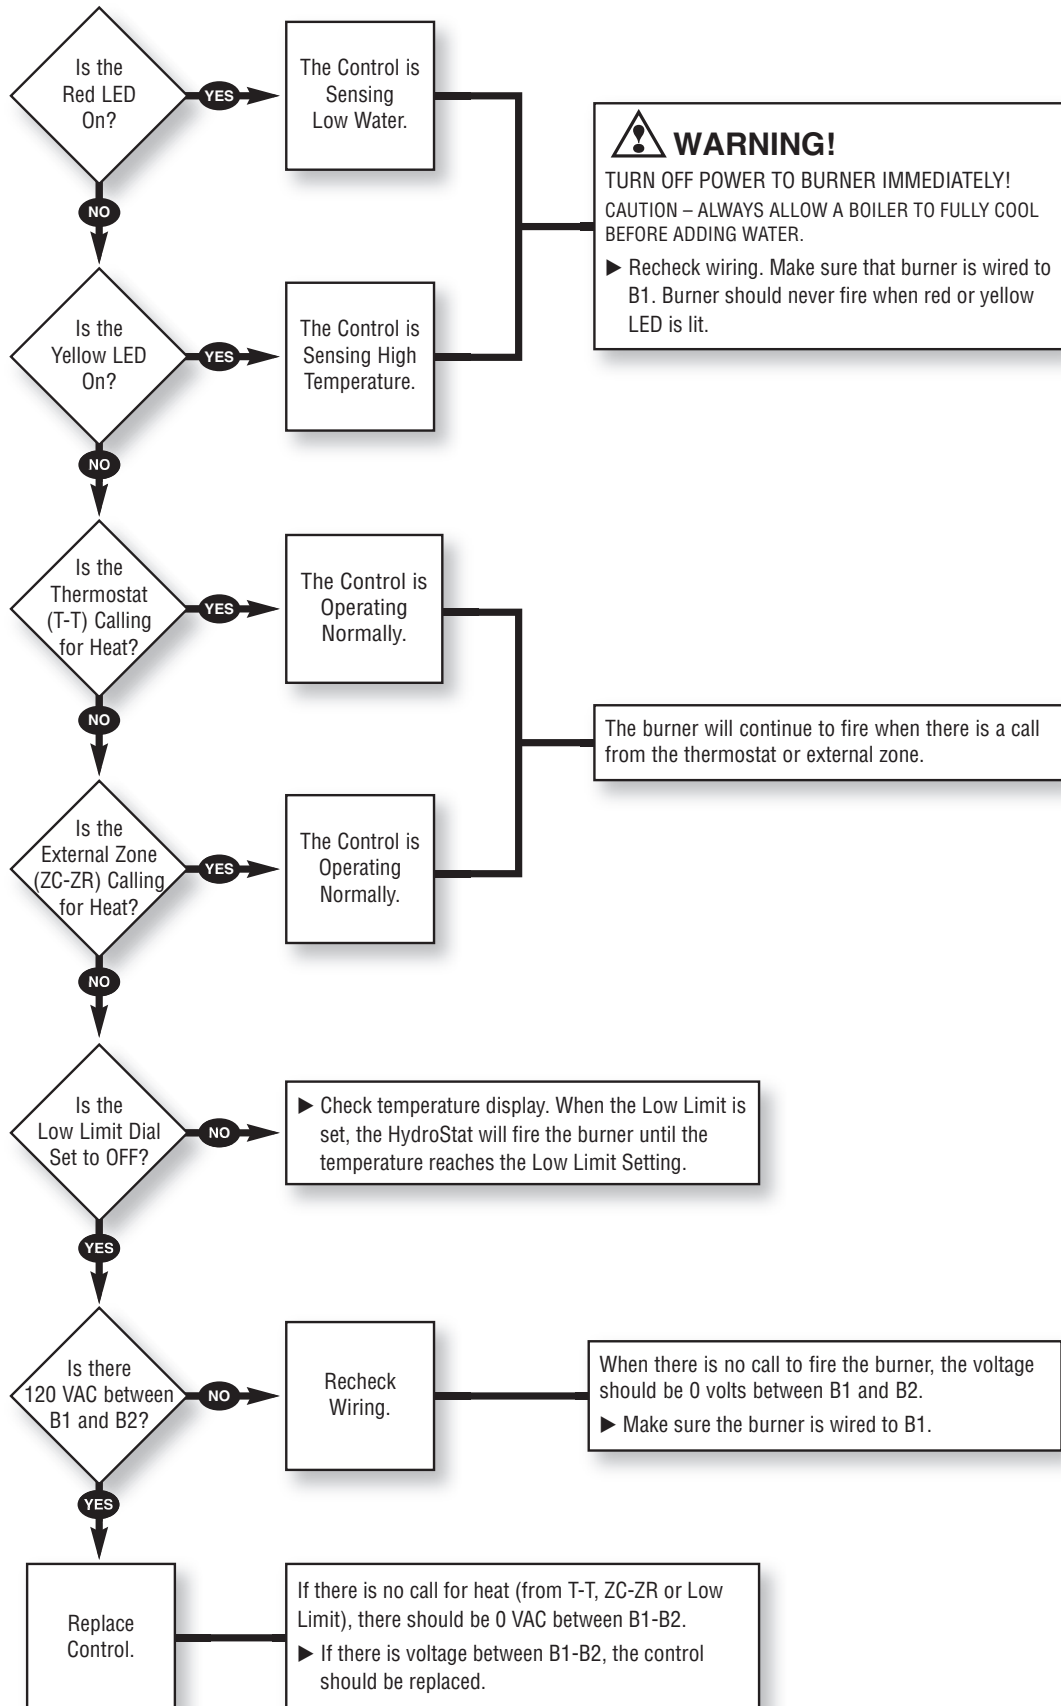 Is the
Red LED
On?
YES
The Control is
Sensing
Low Water.
WARNING!
TURN OFF POWER TO BURNER IMMEDIATELY!
CAUTION – ALWAYS ALLOW A BOILER TO FULLY COOL
BEFORE ADDING WATER.
▶ Recheck wiring. Make sure that burner is wired to
B1. Burner should never fire when red or yellow
LED is lit.
NO
Is the
Yellow LED
On?
YES
The Control is
Sensing High
Temperature.
NO
Is the
Thermostat
(T-T) Calling
for Heat?
YES
The Control is
Operating
Normally.
The burner will continue to fire when there is a call
from the thermostat or external zone.
NO
Is the
External Zone
(ZC-ZR) Calling
for Heat?
YES
The Control is
Operating
Normally.
NO
Is the
Low Limit Dial
Set to OFF?
NO
▶ Check temperature display. When the Low Limit is
set, the HydroStat will fire the burner until the
temperature reaches the Low Limit Setting.
YES
Is there
120 VAC between
B1 and B2?
NO
Recheck
Wiring.
When there is no call to fire the burner, the voltage
should be 0 volts between B1 and B2.
▶ Make sure the burner is wired to B1.
YES
Replace
Control.
If there is no call for heat (from T-T, ZC-ZR or Low
Limit), there should be 0 VAC between B1-B2.
▶ If there is voltage between B1-B2, the control
should be replaced.